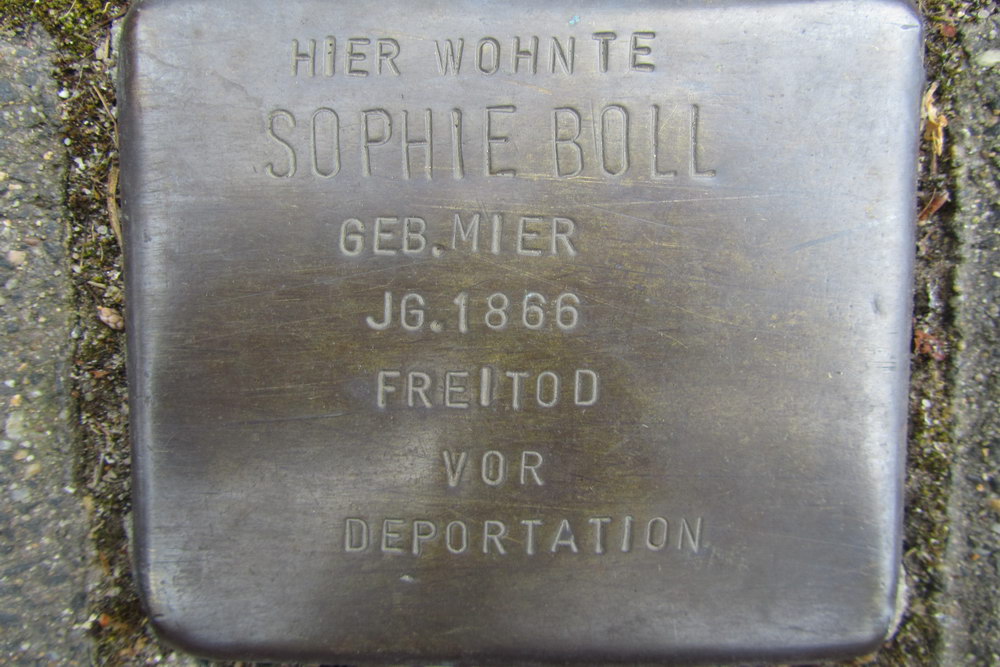 HIER WOHNTE
SOPHIE BOLL
GEB. MIER
JG. 1866
FREITOD
VOR
DEPORTATION